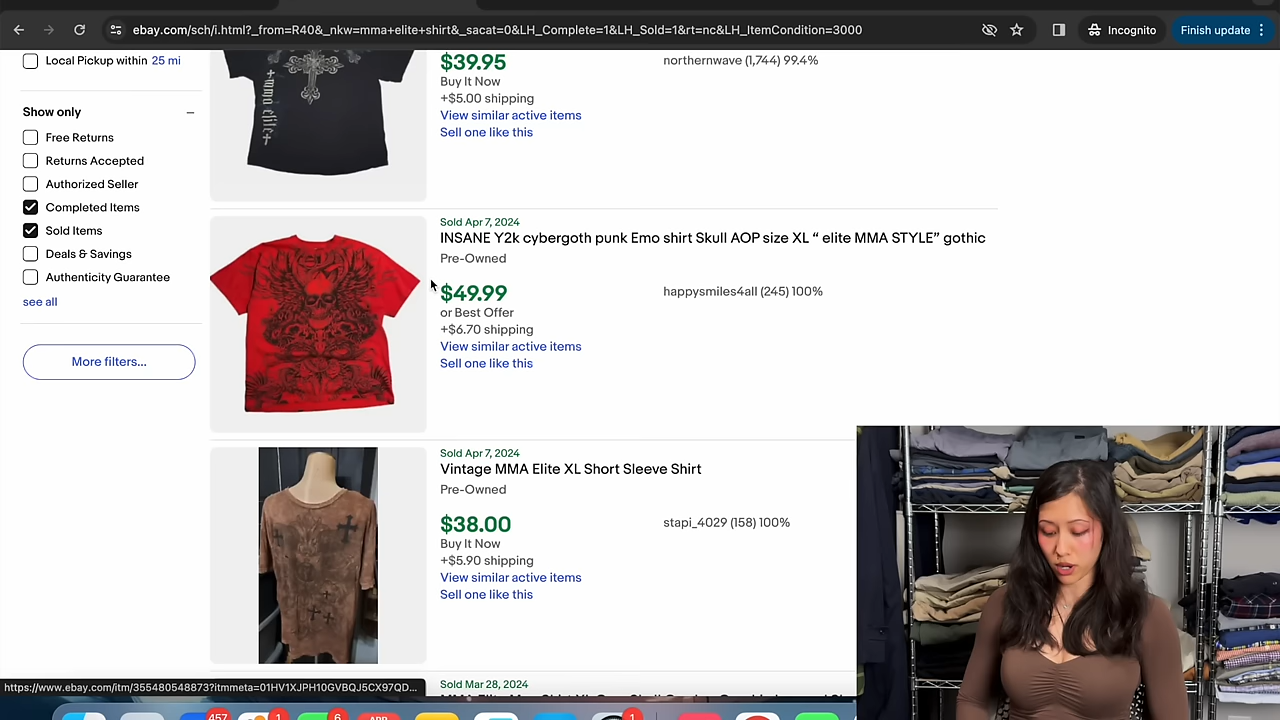 ebay.com/sch/i.html?_from=R40&_nkw=mma+elite+shirt&_sacat=0&LH_Complete=1&LH_Sold=1&rt=nc&LH_ItemCondition=3000
Incognito
Finish update
Local Pickup within 25 mi
Show only
Free Returns
Returns Accepted
Authorized Seller
Completed Items
Sold Items
Deals & Savings
Authenticity Guarantee
see all
More filters...
mma elite
$39.95
Buy It Now
+$5.00 shipping
View similar active items
Sell one like this
northernwave (1,744) 99.4%
Sold Apr 7, 2024
INSANE Y2k cybergoth punk Emo shirt Skull AOP size XL “ elite MMA STYLE” gothic
Pre-Owned
$49.99
or Best Offer
+$6.70 shipping
View similar active items
Sell one like this
happysmiles4all (245) 100%
Sold Apr 7, 2024
Vintage MMA Elite XL Short Sleeve Shirt
Pre-Owned
$38.00
Buy It Now
+$5.90 shipping
View similar active items
Sell one like this
stapi_4029 (158) 100%
Sold Mar 28, 2024
https://www.ebay.com/itm/355480548873?itmmeta=01HV1XJPH10GVBQJ5CX97QD...
457
1
6
APR
1